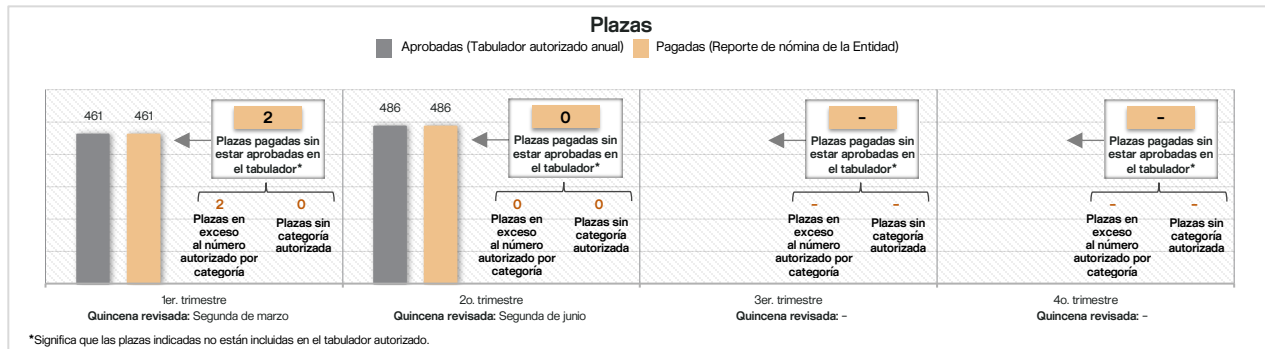 Plazas
Aprobadas (Tabulador autorizado anual)
Pagadas (Reporte de nómina de la Entidad)
461
461
2
Plazas pagadas sin
estar aprobadas en
el tabulador*
2
Plazas en
exceso
al número
autorizado por
categoría
0
Plazas sin
categoría
autorizada
486
486
0
Plazas pagadas sin
estar aprobadas en
el tabulador*
0
Plazas en
exceso
al número
autorizado por
categoría
0
Plazas sin
categoría
autorizada
-
Plazas pagadas sin
estar aprobadas en
el tabulador*
-
Plazas en
exceso
al número
autorizado por
categoría
-
Plazas sin
categoría
autorizada
-
Plazas pagadas sin
estar aprobadas en
el tabulador*
-
Plazas en
exceso
al número
autorizado por
categoría
-
Plazas sin
categoría
autorizada
1er. trimestre
Quincena revisada: Segunda de marzo
2o. trimestre
Quincena revisada: Segunda de junio
3er. trimestre
Quincena revisada: -
4o. trimestre
Quincena revisada: -
*Significa que las plazas indicadas no están incluidas en el tabulador autorizado.